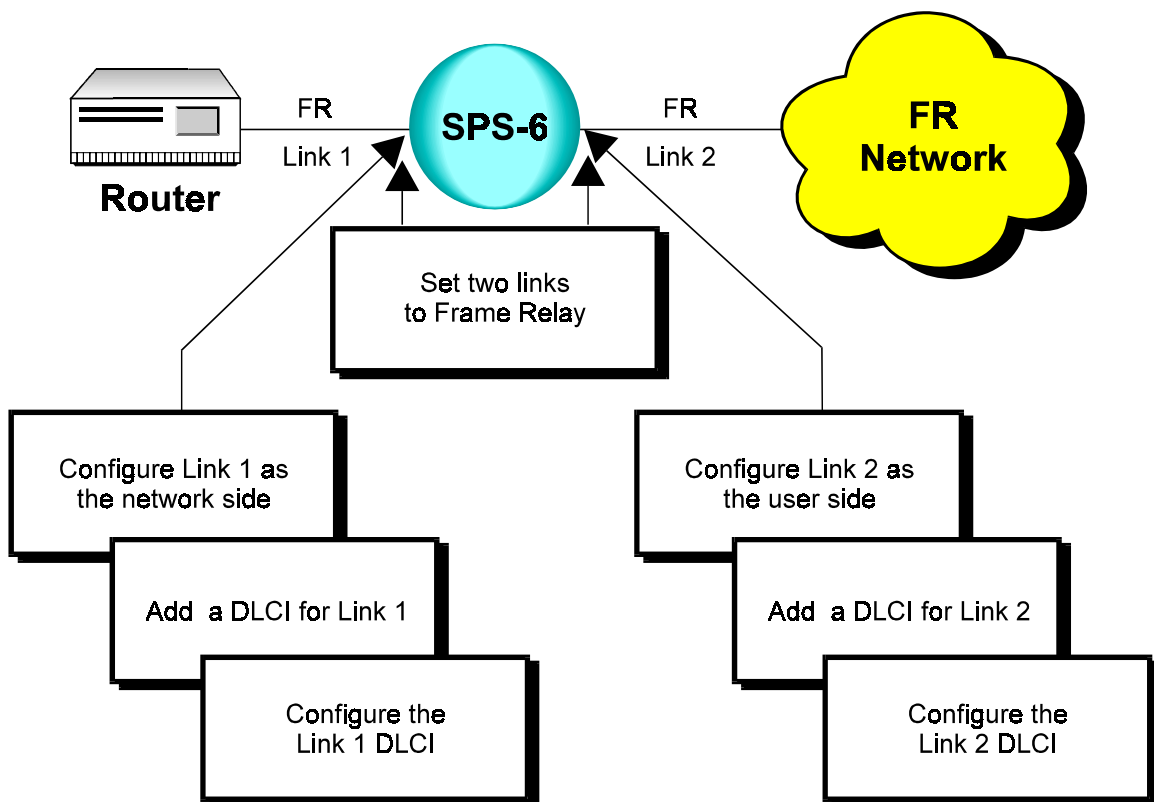 FR
SPS-6
FR
FR
Network
Link 1
Link 2
Router
Set two links
to Frame Relay
Configure Link 1 as
the network side
Configure Link 2 as
the user side
Add a DLCI for Link 1
Add a DLCI for Link 2
Configure the
Link 1 DLCI
Configure the
Link 2 DLCI